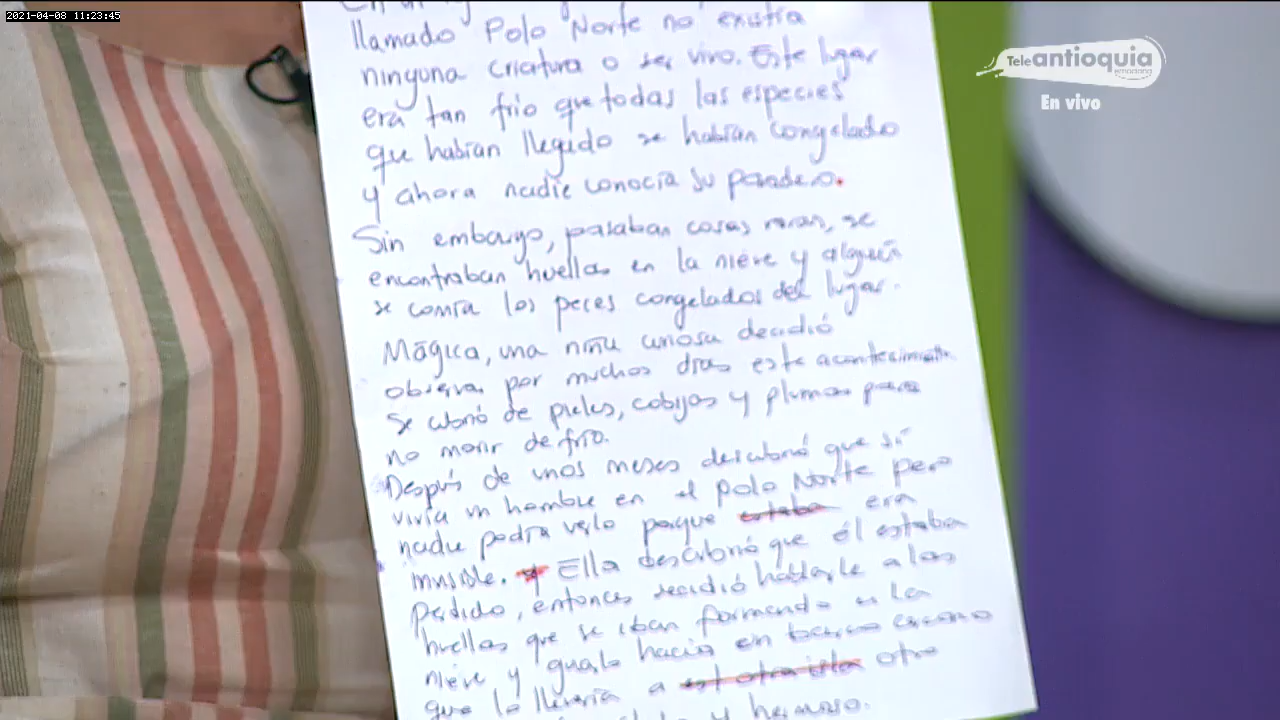 2021-04-08 11:23:45
Teleantioquia
En vivo
llamado Polo Norte no existía
ninguna criatura o ser vivo. Este lugar
era tan frío que todas las especies
que habían llegado se habían congelado
y ahora nadie conocía su paradero.
Sin embargo, pasaban cosas raras, se
encontraban huellas en la nieve y alguien
se comía los peces congelados del lugar.
Mágica, una niña curiosa decidió
observar por muchos días este acontecimiento
se cubrió de pieles, cobijas y plumas para
no morir de frío.
Después de unos meses descubrió que sí
vivía un hombre en el Polo Norte pero
nadie podía verlo porque estaba era
invisible. y Ella descubrió que él estaba
perdido, entonces decidió hablarle a las
huellas que se iban formando en la
nieve y guiarlo hacia un barco
que lo llevaría a otra isla otro
y hermoso.